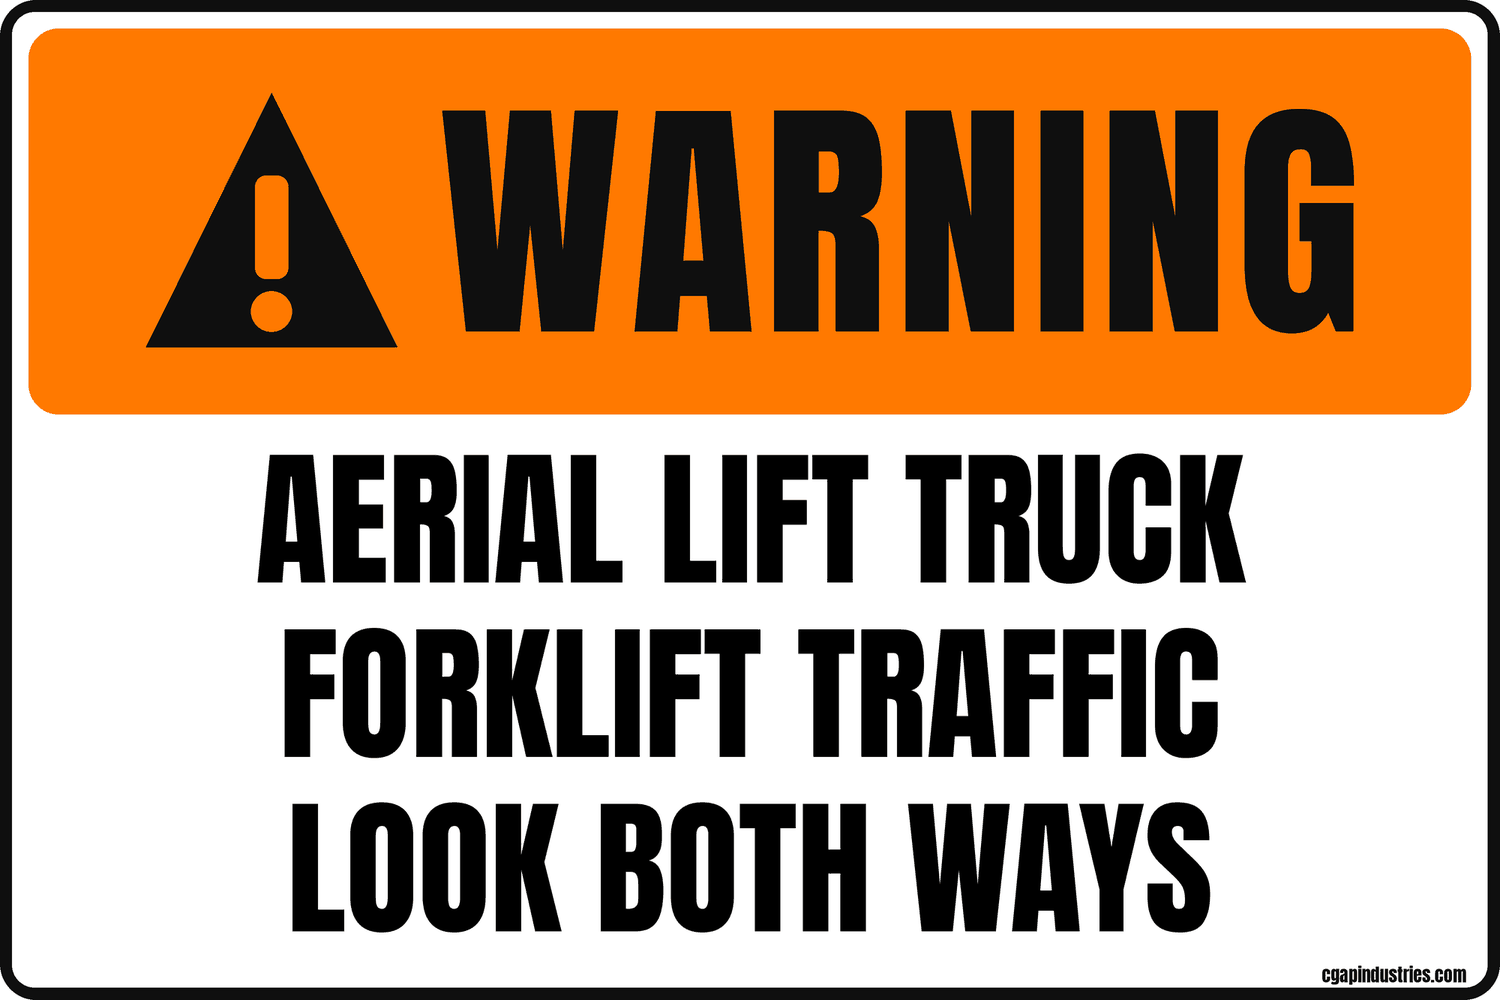 WARNING
AERIAL LIFT TRUCK
FORKLIFT TRAFFIC
LOOK BOTH WAYS
cgapindustries.com